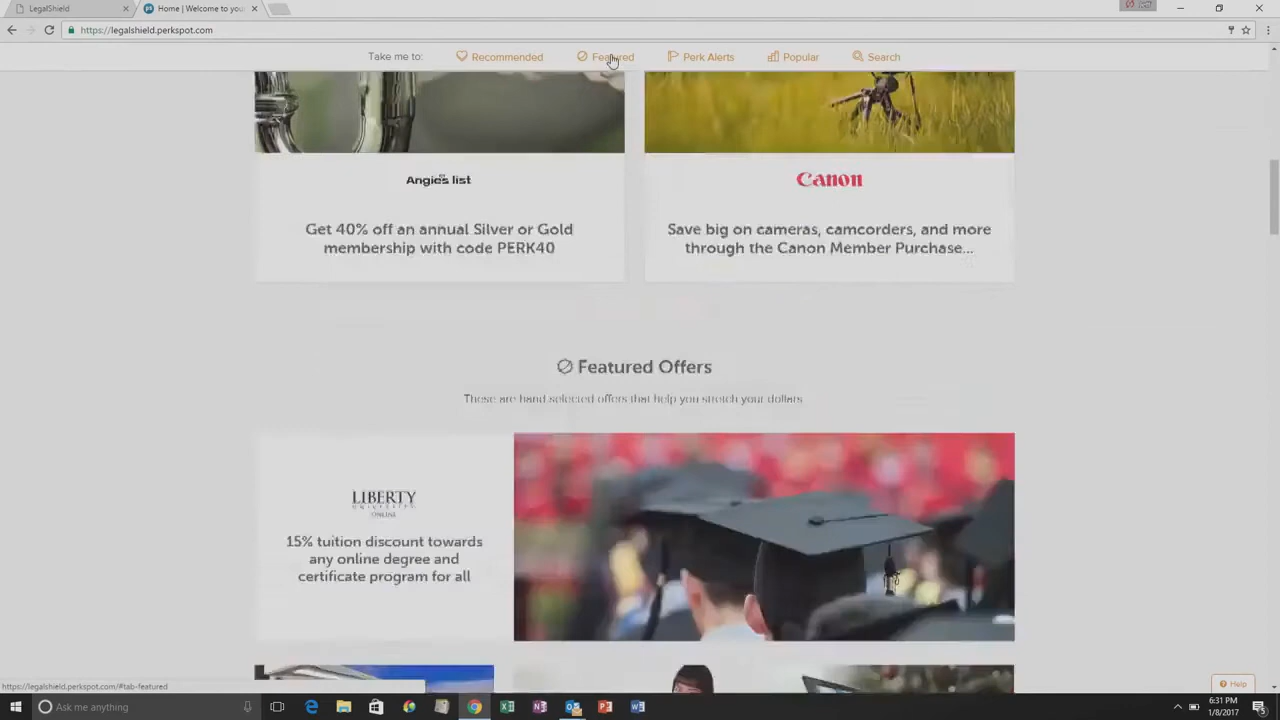 LegalShield
Home | Welcome to you
https://legalshield.perkspot.com
Take me to: Recommended Featured Perk Alerts Popular Search
Angie's list
Canon
Get 40% off an annual Silver or Gold
membership with code PERK40
Save big on cameras, camcorders, and more
through the Canon Member Purchase...
Featured Offers
These are hand selected offers that help you stretch your dollars
LIBERTY
UNIVERSITY
ONLINE
15% tuition discount towards
any online degree and
certificate program for all
https://legalshield.perkspot.com/#tab-featured
Help
Ask me anything
6:31 PM
1/8/2017